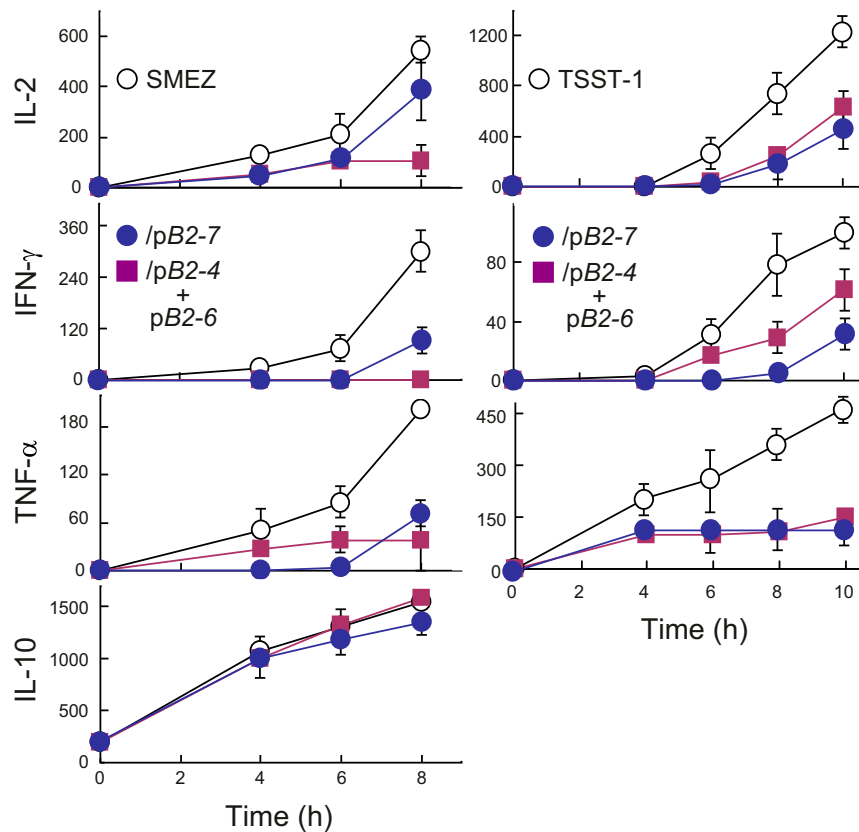 IL-2
600
400
200
0
SMEZ
1200
800
400
0
TSST-1
IFN-γ
360
240
120
0
/pB2-7
/pB2-4
+
pB2-6
80
40
0
/pB2-7
/pB2-4
+
pB2-6
TNF-α
180
120
60
0
450
300
150
0
0 2 4 6 8 10
Time (h)
IL-10
1500
1000
500
0
0 2 4 6 8
Time (h)